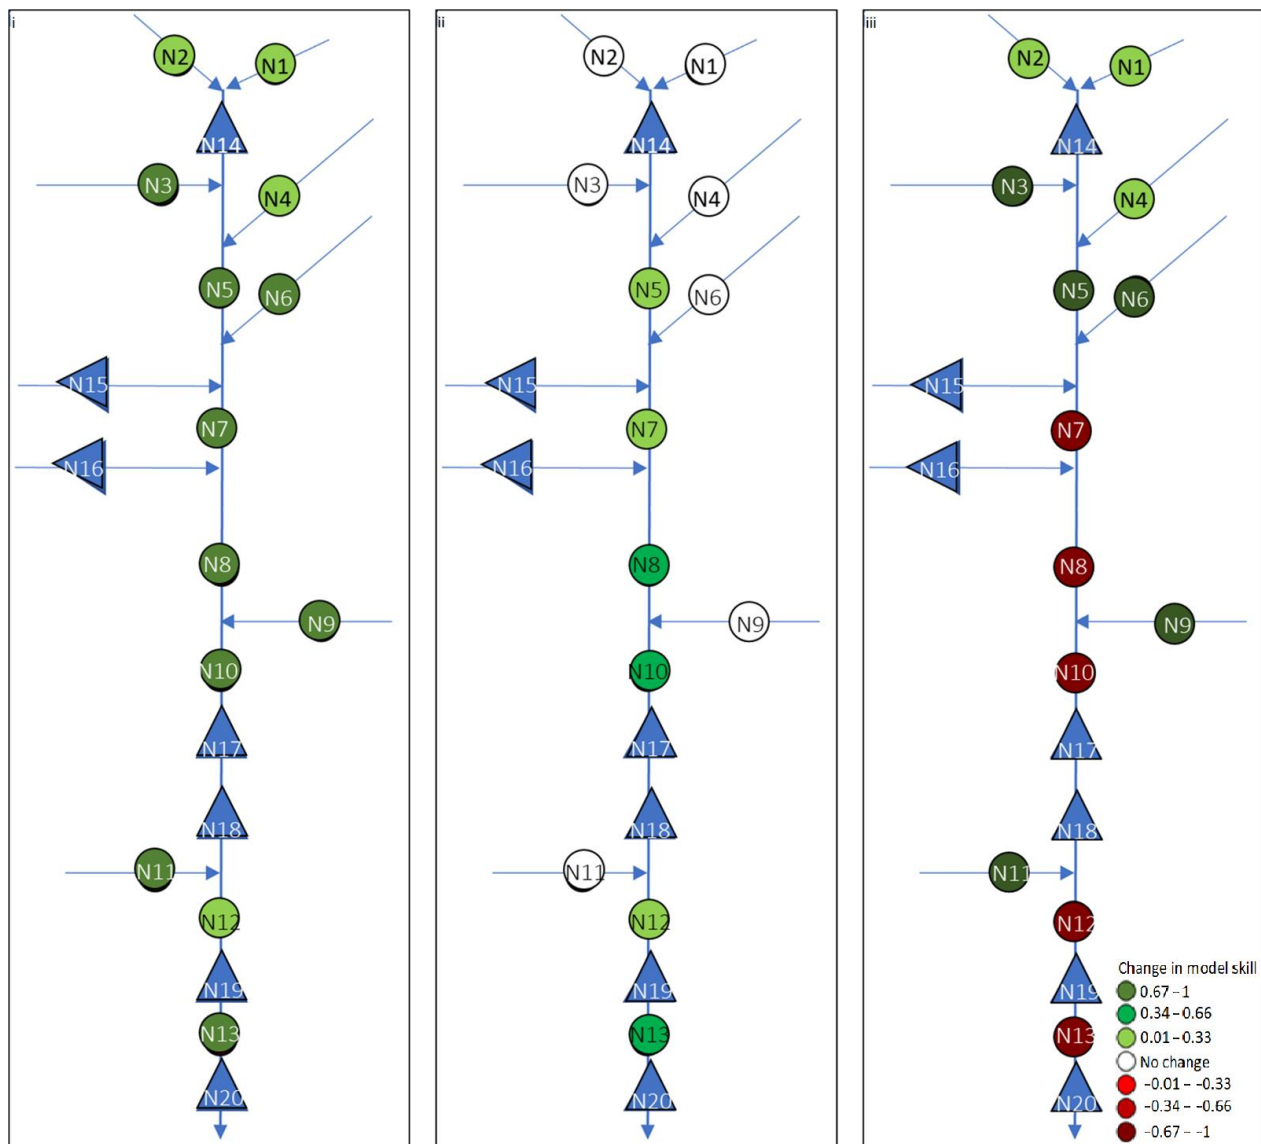 i
N2
N1
N14
N3
N4
N5
N6
N15
N7
N16
N8
N9
N10
N17
N18
N11
N12
N19
N13
N20
ii
N2
N1
N14
N3
N4
N5
N6
N15
N7
N16
N8
N9
N10
N17
N18
N11
N12
N19
N13
N20
iii
N2
N1
N14
N3
N4
N5
N6
N15
N7
N16
N8
N9
N10
N17
N18
N11
N12
N19
N13
N20
Change in model skill
0.67 – 1
0.34 – 0.66
0.01 – 0.33
No change
-0.01 – -0.33
-0.34 – -0.66
-0.67 – -1